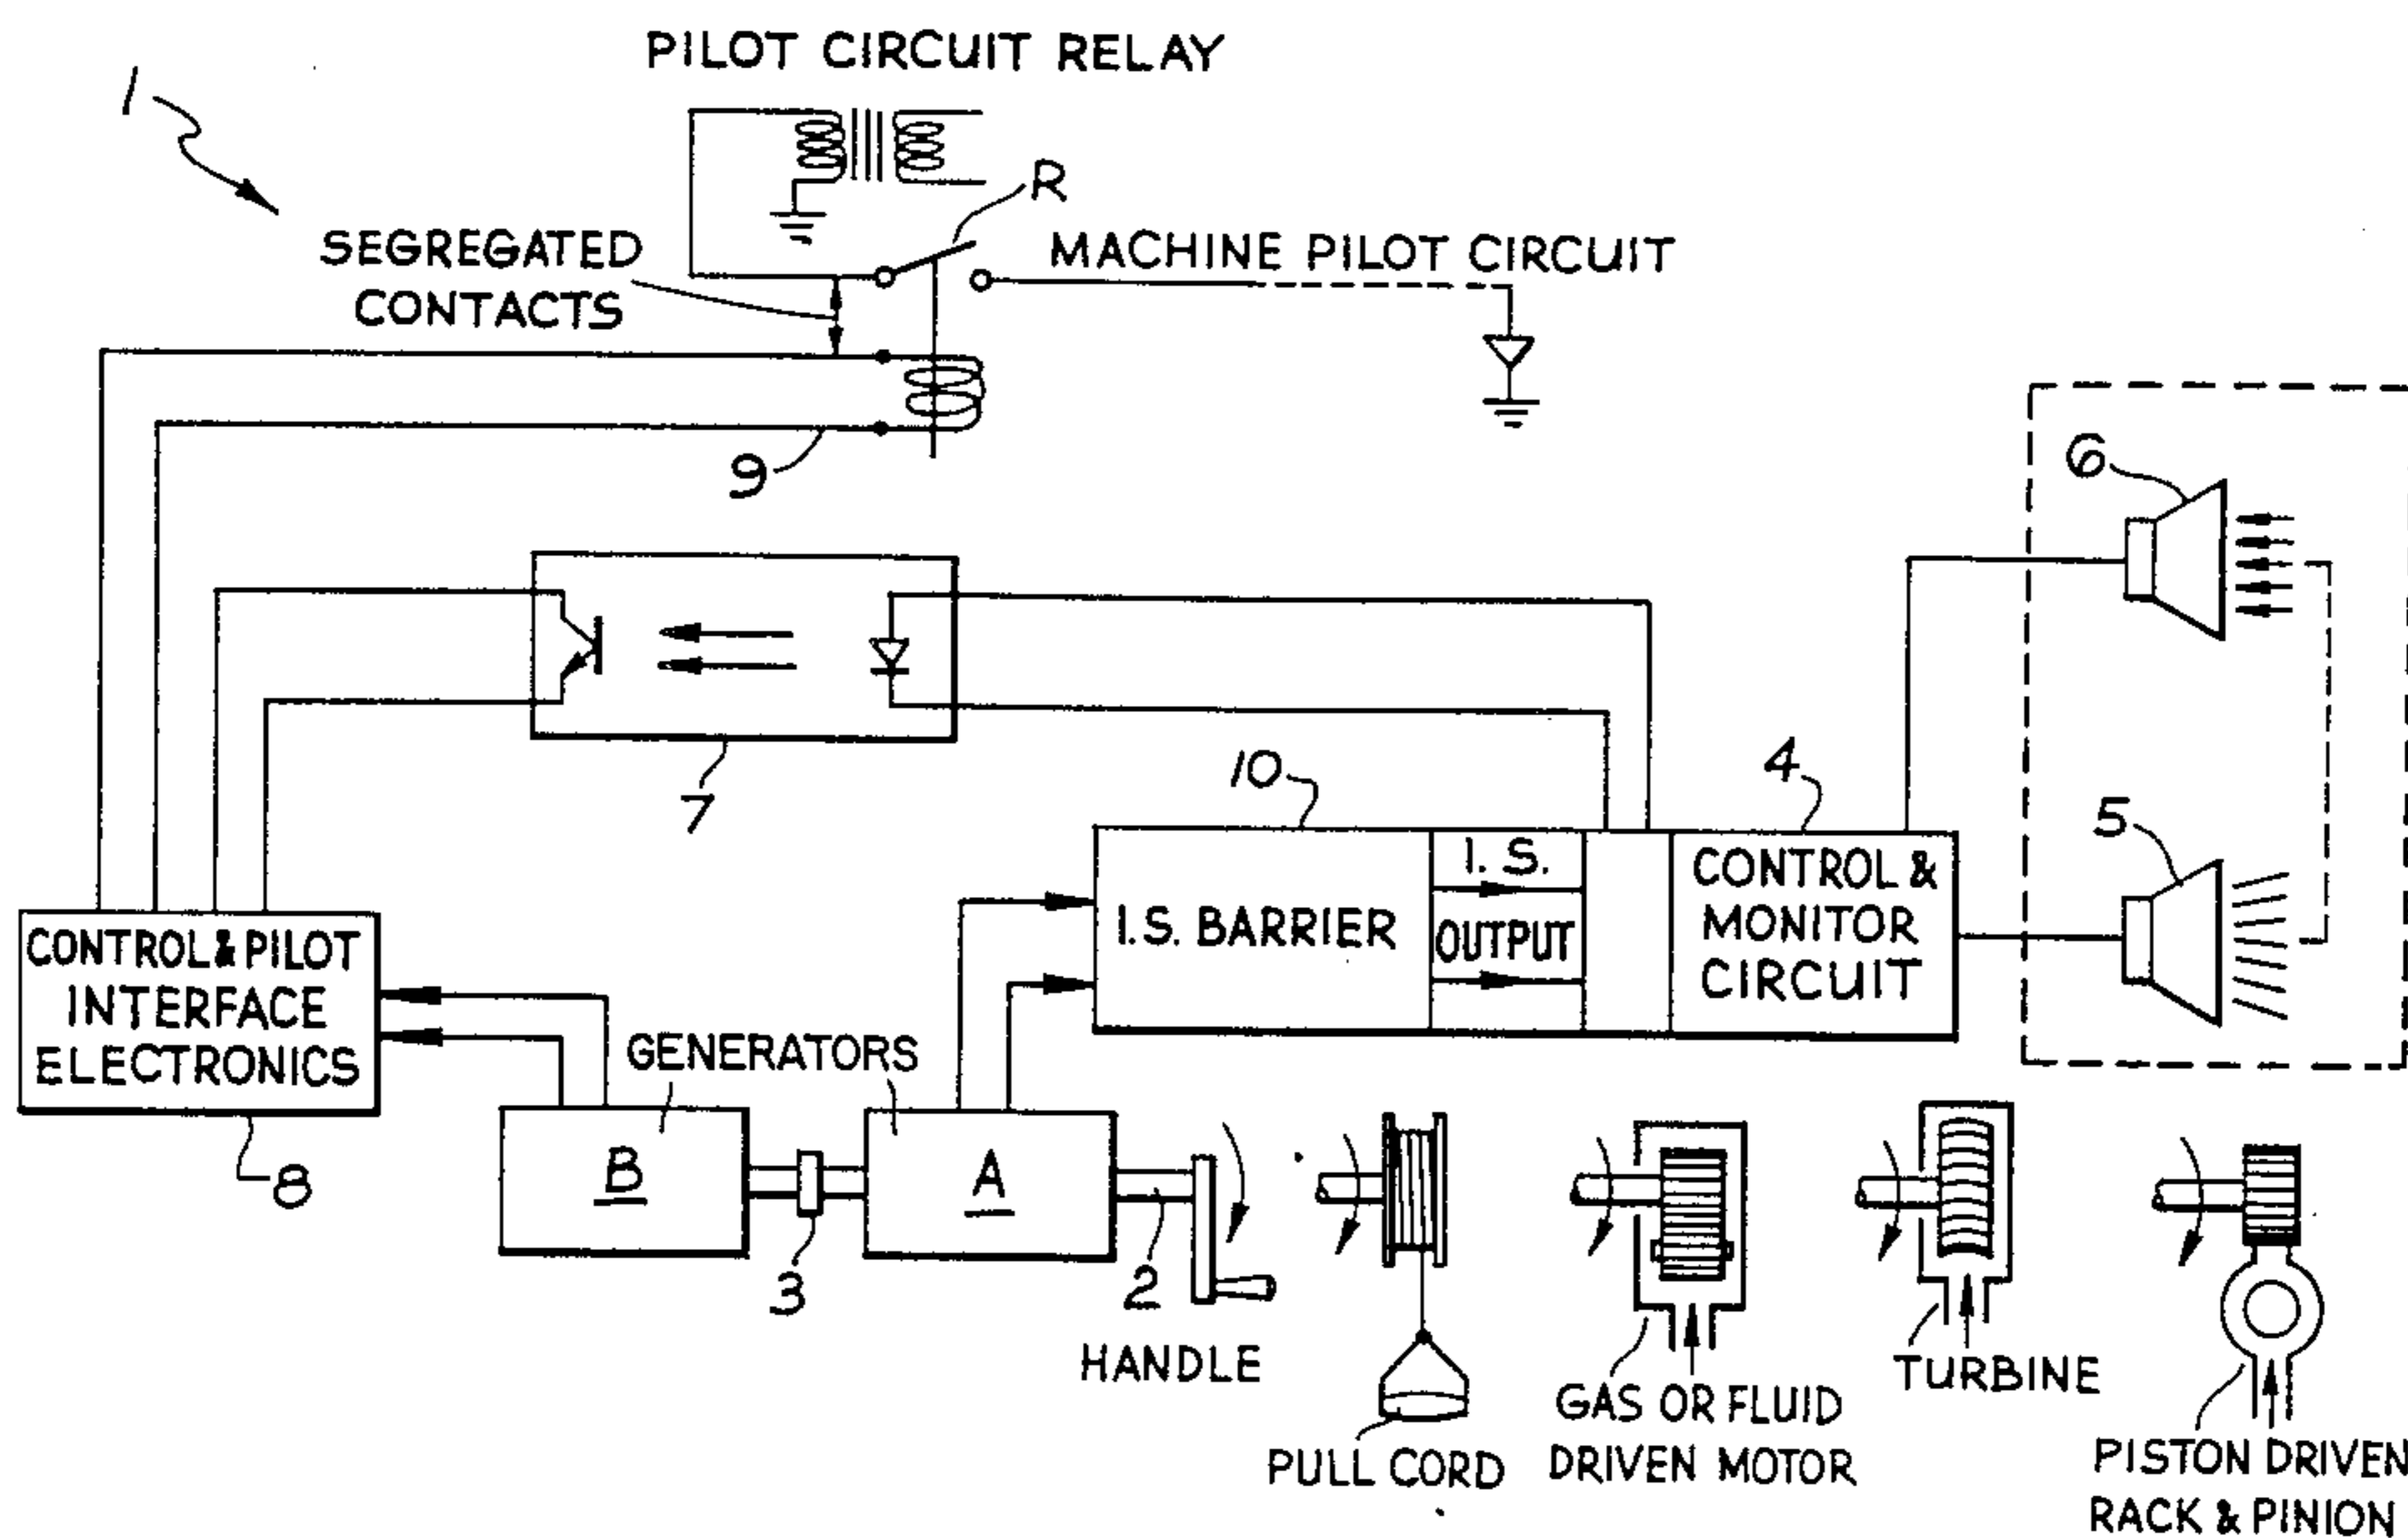 PILOT CIRCUIT RELAY
1
R
SEGREGATED
CONTACTS
MACHINE PILOT CIRCUIT
9
6
7
10
4
5
I.S. BARRIER
I. S.
OUTPUT
CONTROL &
MONITOR
CIRCUIT
CONTROL & PILOT
INTERFACE
ELECTRONICS
8
GENERATORS
B
A
3
2
HANDLE
PULL CORD
GAS OR FLUID
DRIVEN MOTOR
TURBINE
PISTON DRIVEN
RACK & PINION